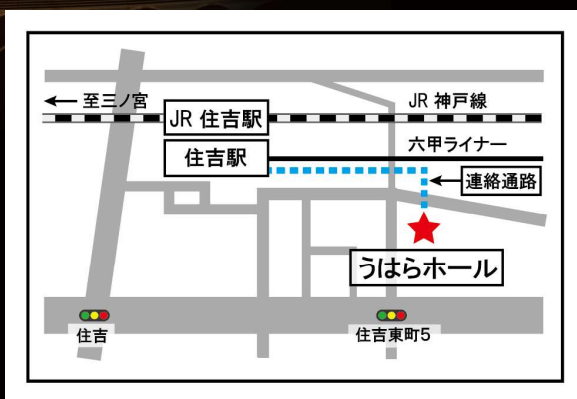 ← 至三ノ宮
JR 神戸線
JR 住吉駅
六甲ライナー
住吉駅
連絡通路
うはらホール
住吉
住吉東町5